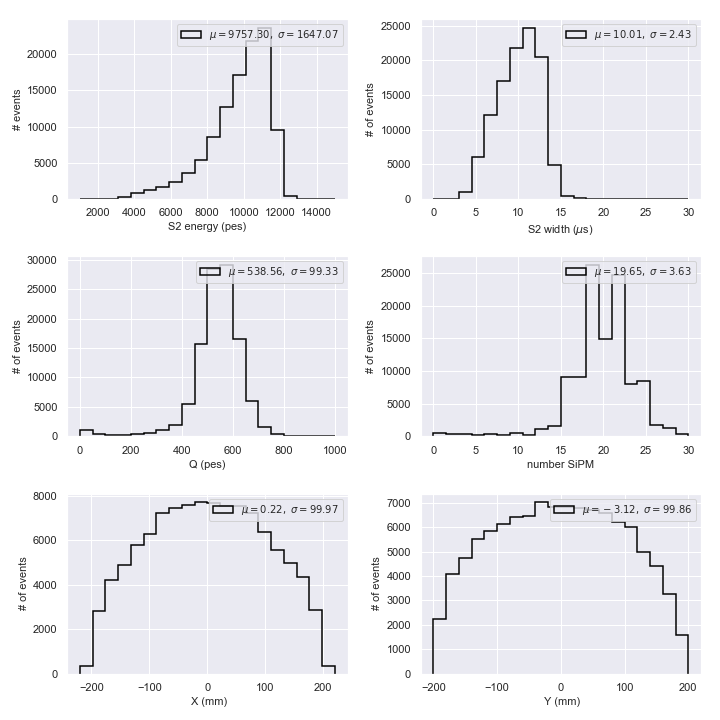 μ = 9757.30, σ = 1647.07
# events
20000
15000
10000
5000
0
2000 4000 6000 8000 10000 12000 14000
S2 energy (pes)
μ = 10.01, σ = 2.43
# of events
25000
20000
15000
10000
5000
0
0 5 10 15 20 25 30
S2 width (μs)
μ = 538.56, σ = 99.33
# of events
30000
25000
20000
15000
10000
5000
0
0 200 400 600 800 1000
Q (pes)
μ = 19.65, σ = 3.63
# of events
25000
20000
15000
10000
5000
0
0 5 10 15 20 25 30
number SiPM
μ = 0.22, σ = 99.97
# of events
8000
6000
4000
2000
0
−200 −100 0 100 200
X (mm)
μ = −3.12, σ = 99.86
# of events
7000
6000
5000
4000
3000
2000
1000
0
−200 −100 0 100 200
Y (mm)